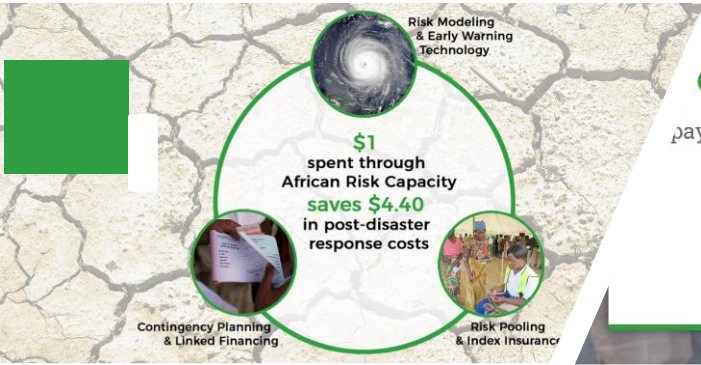 Risk Modeling
& Early Warning
Technology
$1
spent through
African Risk Capacity
saves $4.40
in post-disaster
response costs
pay
Contingency Planning
& Linked Financing
Risk Pooling
& Index Insurance